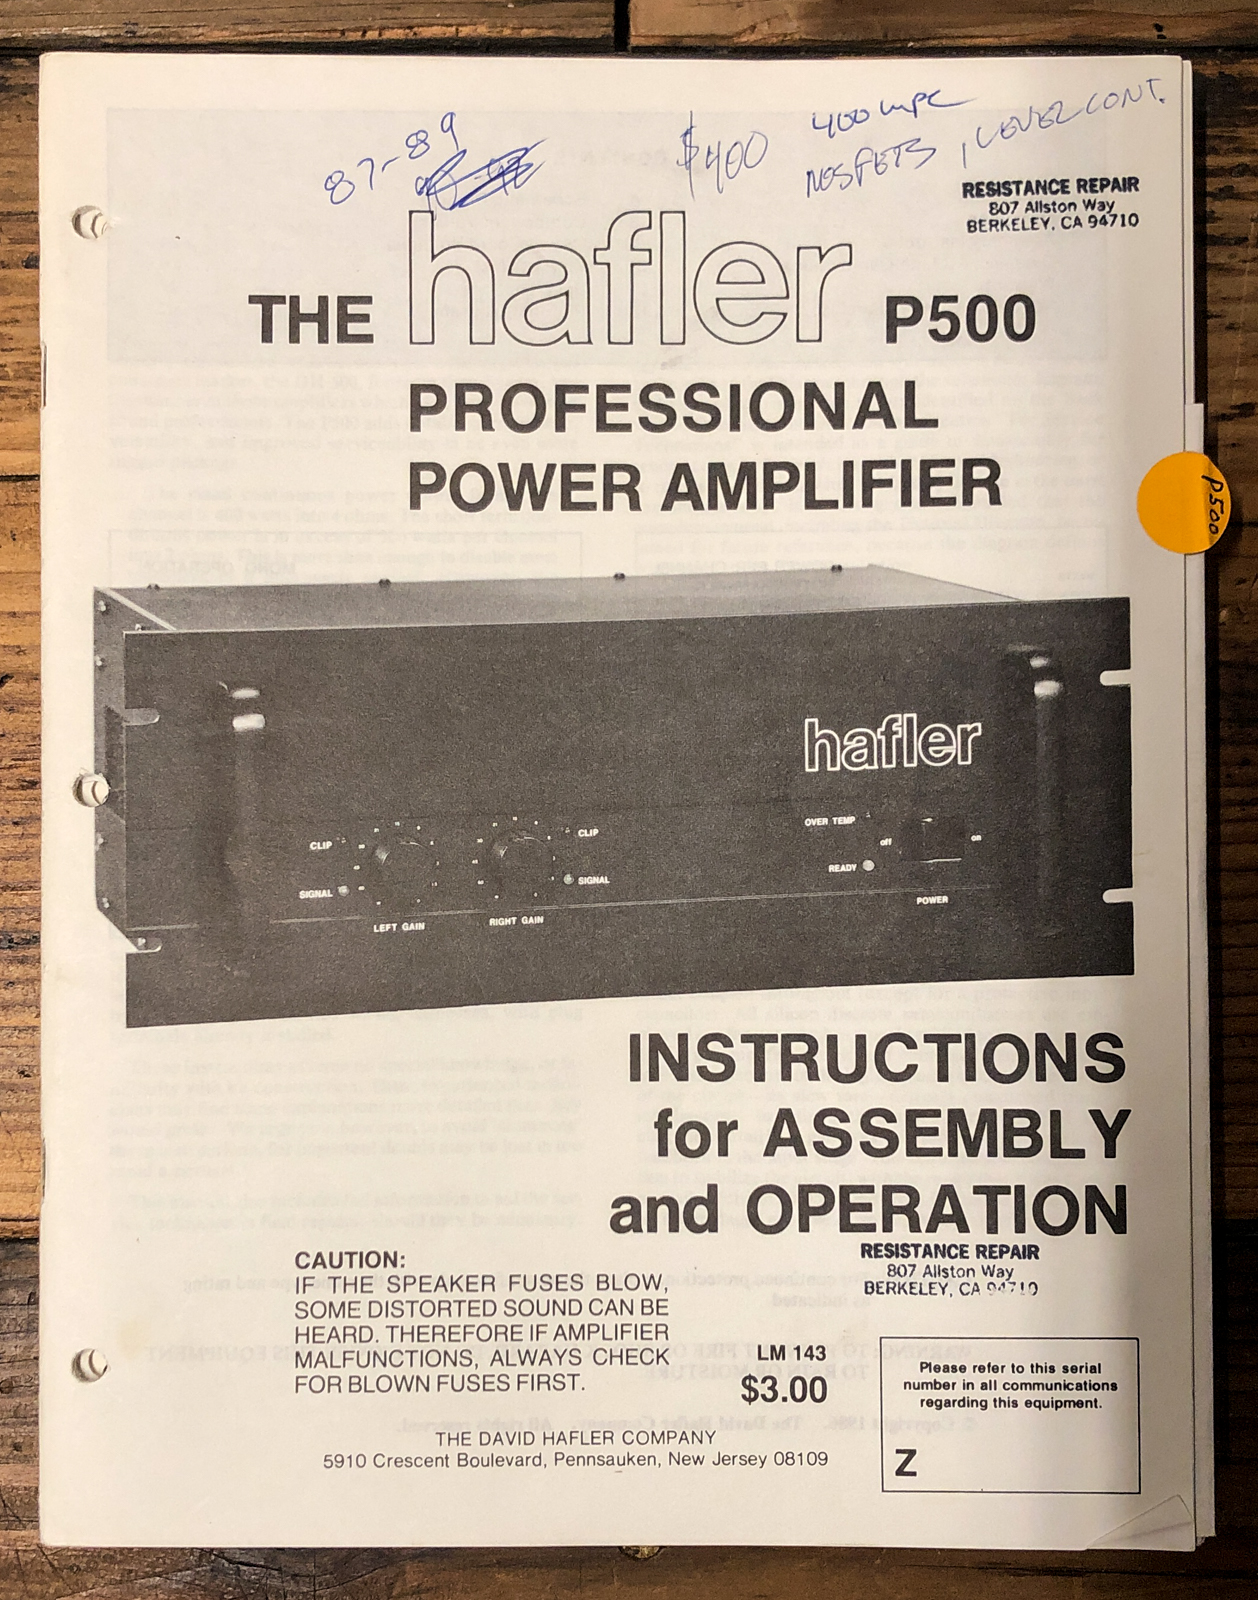 87-89
$400
400 WPC
MOSFETS, LEVEL CONT.
RESISTANCE REPAIR
807 Allston Way
BERKELEY, CA 94710
THE hafler P500
PROFESSIONAL
POWER AMPLIFIER
P500
hafler
CLIP
CLIP
SIGNAL
SIGNAL
LEFT GAIN
RIGHT GAIN
OVER TEMP
off
on
READY
POWER
INSTRUCTIONS
for ASSEMBLY
and OPERATION
RESISTANCE REPAIR
807 Allston Way
BERKELEY, CA 94710
CAUTION:
IF THE SPEAKER FUSES BLOW,
SOME DISTORTED SOUND CAN BE
HEARD. THEREFORE IF AMPLIFIER
MALFUNCTIONS, ALWAYS CHECK
FOR BLOWN FUSES FIRST.
LM 143
$3.00
THE DAVID HAFLER COMPANY
5910 Crescent Boulevard, Pennsauken, New Jersey 08109
Please refer to this serial
number in all communications
regarding this equipment.
Z